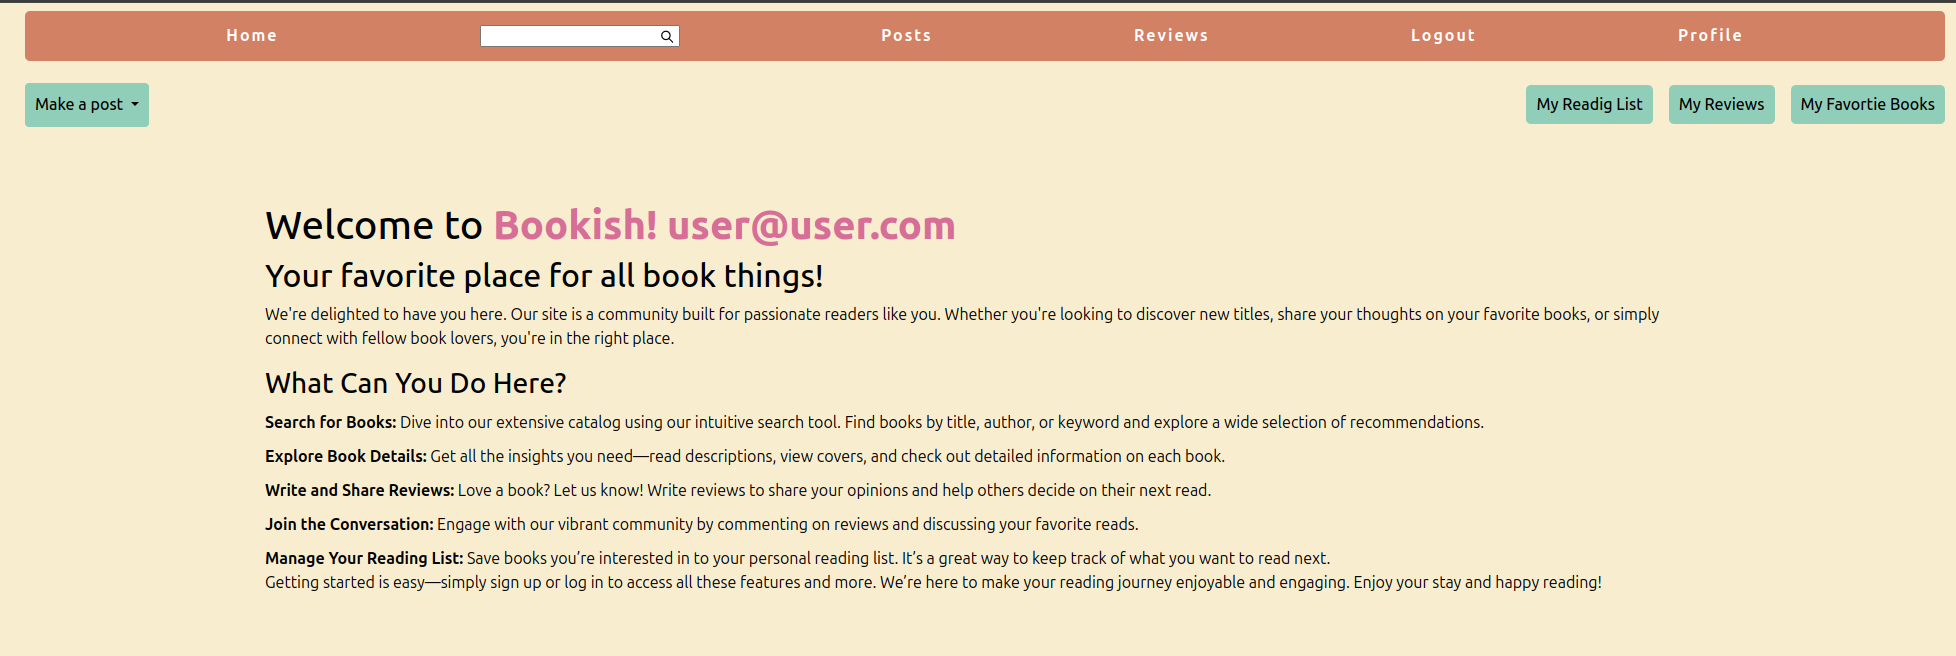 Home
Posts
Reviews
Logout
Profile
Make a post
My Readig List
My Reviews
My Favortie Books
Welcome to Bookish! user@user.com
Your favorite place for all book things!
We're delighted to have you here. Our site is a community built for passionate readers like you. Whether you're looking to discover new titles, share your thoughts on your favorite books, or simply
connect with fellow book lovers, you're in the right place.
What Can You Do Here?
Search for Books: Dive into our extensive catalog using our intuitive search tool. Find books by title, author, or keyword and explore a wide selection of recommendations.
Explore Book Details: Get all the insights you need—read descriptions, view covers, and check out detailed information on each book.
Write and Share Reviews: Love a book? Let us know! Write reviews to share your opinions and help others decide on their next read.
Join the Conversation: Engage with our vibrant community by commenting on reviews and discussing your favorite reads.
Manage Your Reading List: Save books you’re interested in to your personal reading list. It’s a great way to keep track of what you want to read next.
Getting started is easy—simply sign up or log in to access all these features and more. We’re here to make your reading journey enjoyable and engaging. Enjoy your stay and happy reading!